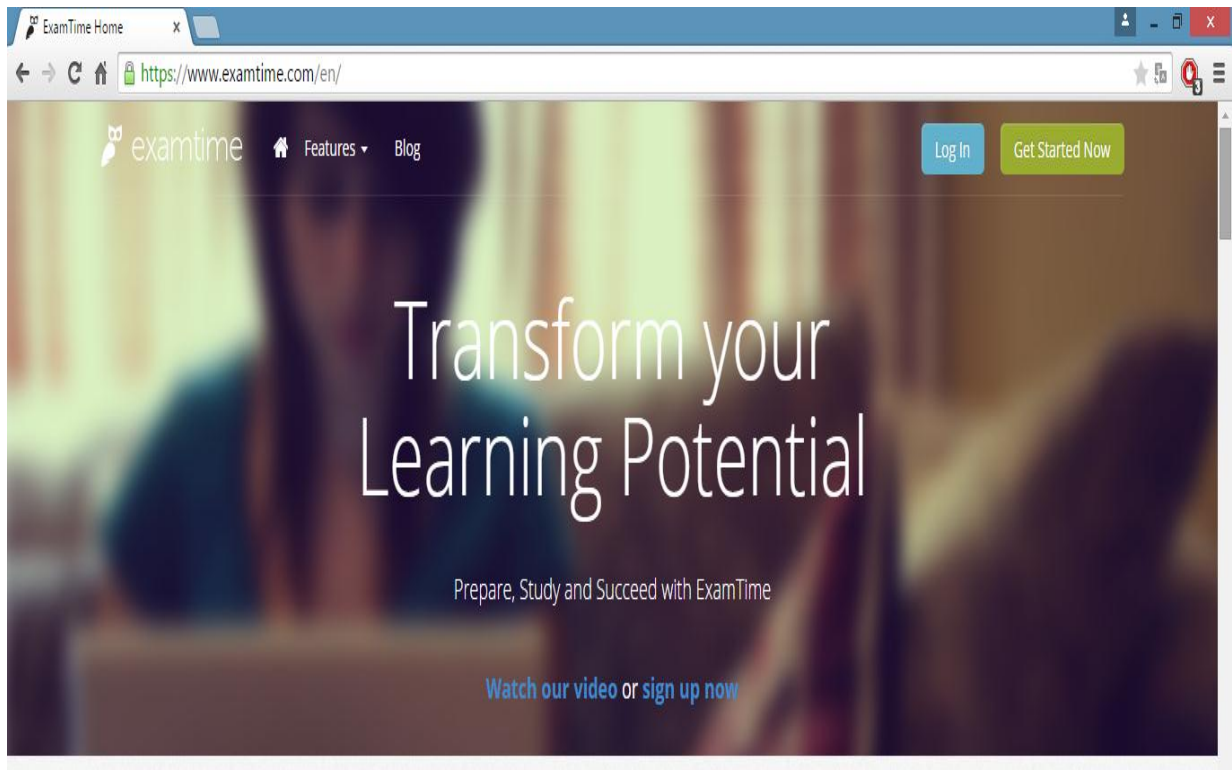 ExamTime Home
https://www.examtime.com/en/
3
examtime Features Blog Log In Get Started Now
Transform your
Learning Potential
Prepare, Study and Succeed with ExamTime
Watch our video or sign up now